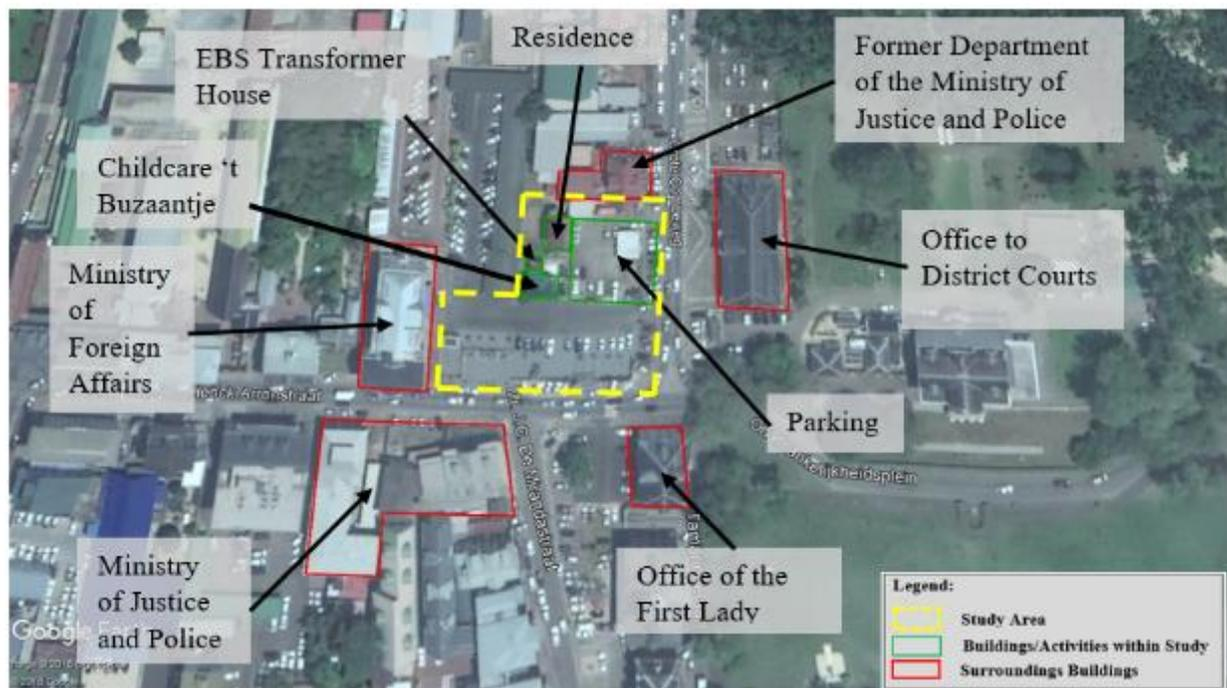 EBS Transformer
House
Residence
Former Department
of the Ministry of
Justice and Police
Childcare ‘t
Buzaantje
Office to
District Courts
Ministry
of
Foreign
Affairs
Parking
Ministry
of Justice
and Police
Office of the
First Lady
Legend:
Study Area
Buildings/Activities within Study
Surroundings Buildings